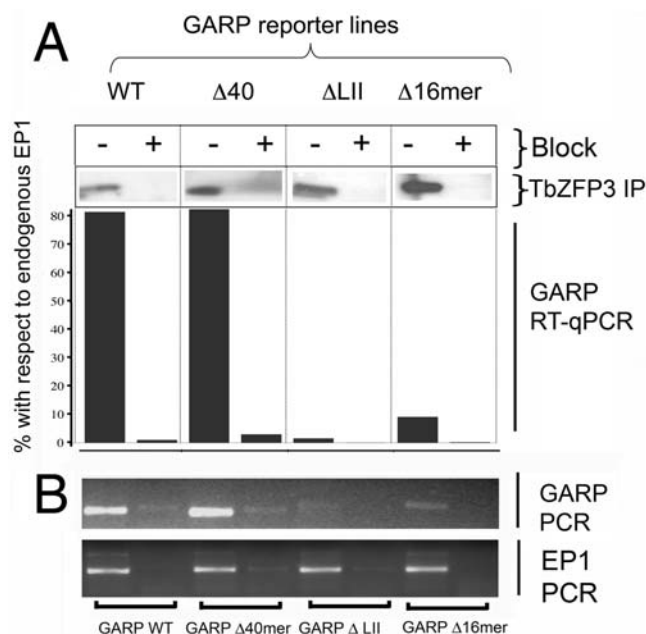 A
GARP reporter lines
WT Δ40 ΔLII Δ16mer
- + - + - + - + Block
TbZFP3 IP
% with respect to endogenous EP1
80
70
60
50
40
30
20
10
0
GARP
RT-qPCR
B
GARP
PCR
EP1
PCR
GARP WT GARP Δ40mer GARP Δ LII GARP Δ16mer